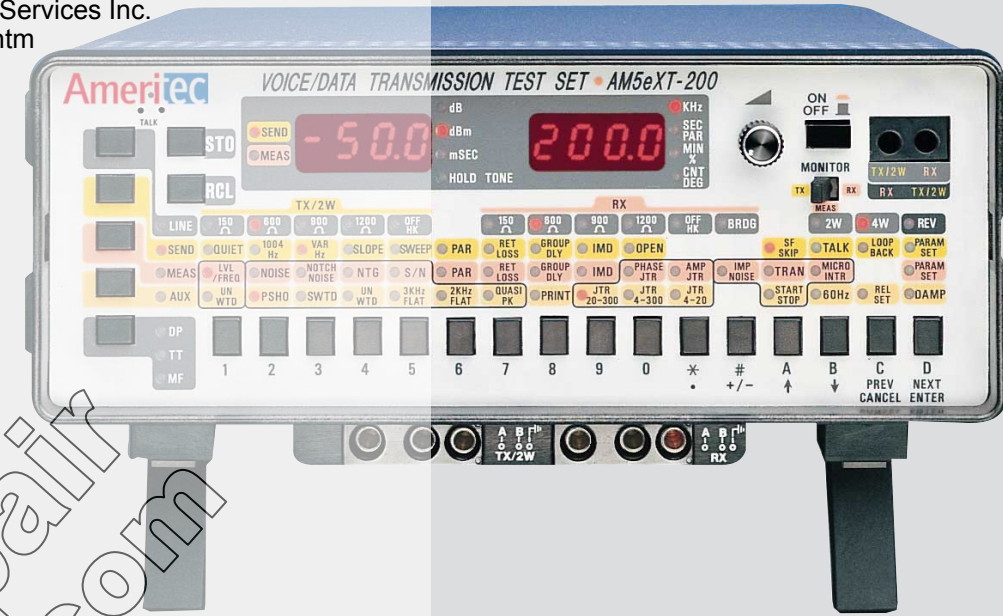 Services Inc.
ntm
Ameritec
VOICE/DATA TRANSMISSION TEST SET • AM5eXT-200
TALK
STO
RCL
SEND
MEAS
-50.0
dB
dBm
mSEC
HOLD TONE
200.0
KHz
SEC
PAR
MIN
%
CNT
DEG
ON
OFF
MONITOR
TX RX
MEAS
TX/2W RX
RX TX/2W
TX/2W
RX
LINE 150 Ω 600 Ω 900 Ω 1200 Ω OFF HK 150 Ω 600 Ω 900 Ω 1200 Ω OFF HK BRDG 2W 4W REV
SEND QUIET 1004 Hz VAR Hz SLOPE SWEEP PAR RET LOSS GROUP DLY IMD OPEN SF SKIP TALK LOOP BACK PARAM SET
MEAS LVL /FREQ NOISE NOTCH NOISE NTG S/N PAR RET LOSS GROUP DLY IMD PHASE JTR AMP JTR IMP NOISE TRAN MICRO INTR PARAM SET
AUX UN WTD PSHO SWTD UN WTD 3KHz FLAT 2KHz FLAT QUASI PK PRINT JTR 20-300 JTR 4-300 JTR 4-20 START STOP 60Hz REL SET DAMP
DP
TT
MF
1 2 3 4 5 6 7 8 9 0 * # A B C D
• +/- ↑ ↓ PREV NEXT
CANCEL ENTER
A B
TX/2W
A B
RX
pair
com